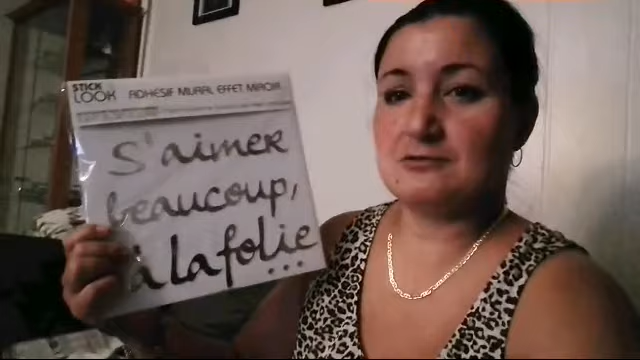 STICK
LOOK ADHESIF MURAL EFFET MIROIR
S'aimer
beaucoup,
à la folie
...